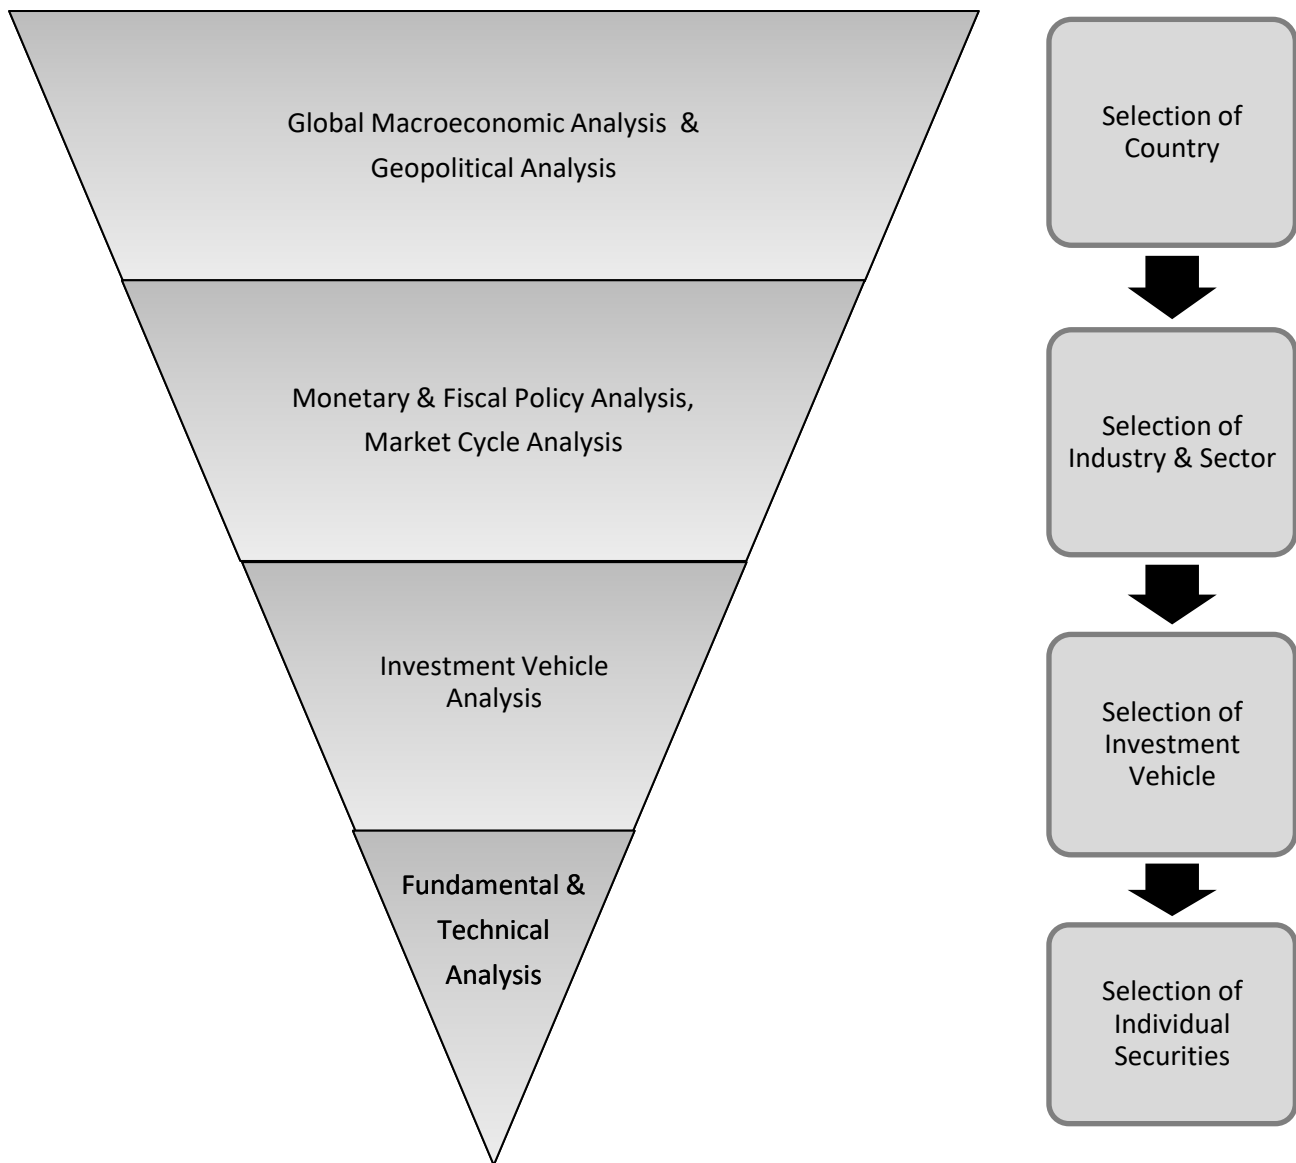 Global Macroeconomic Analysis  &
Geopolitical Analysis
Selection of
Country
Monetary & Fiscal Policy Analysis,
Market Cycle Analysis
Selection of
Industry & Sector
Investment Vehicle
Analysis
Selection of
Investment
Vehicle
Fundamental &
Technical
Analysis
Selection of
Individual
Securities